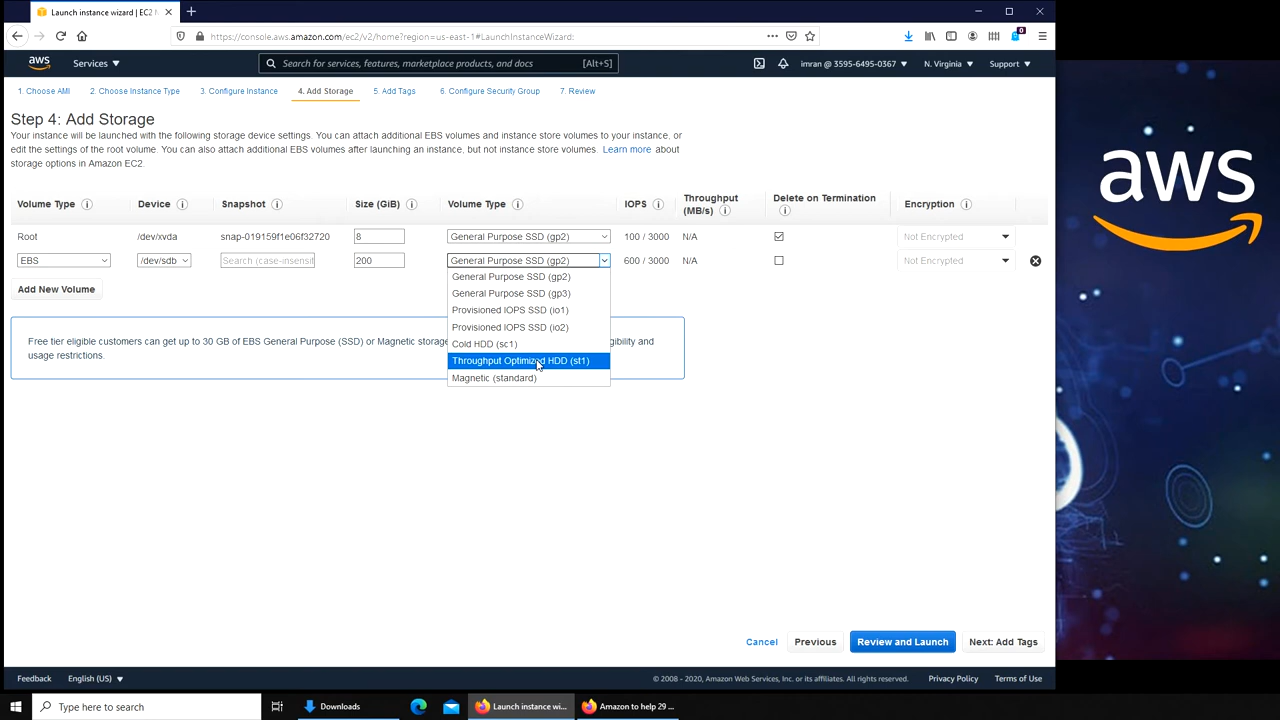 Launch instance wizard | EC2 M
https://console.aws.amazon.com/ec2/v2/home?region=us-east-1#LaunchInstanceWizard:
aws Services Search for services, features, marketplace products, and docs [Alt+S] imran @ 3595-6495-0367 N. Virginia Support
1. Choose AMI 2. Choose Instance Type 3. Configure Instance 4. Add Storage 5. Add Tags 6. Configure Security Group 7. Review
Step 4: Add Storage
Your instance will be launched with the following storage device settings. You can attach additional EBS volumes and instance store volumes to your instance, or
edit the settings of the root volume. You can also attach additional EBS volumes after launching an instance, but not instance store volumes. Learn more about
storage options in Amazon EC2.
Volume Type Device Snapshot Size (GiB) Volume Type IOPS Throughput (MB/s) Delete on Termination Encryption
Root /dev/xvda snap-019159f1e06f32720 8 General Purpose SSD (gp2) 100 / 3000 N/A Not Encrypted
EBS /dev/sdb Search (case-insensit 200 General Purpose SSD (gp2) 600 / 3000 N/A Not Encrypted
General Purpose SSD (gp2)
Add New Volume General Purpose SSD (gp3)
Provisioned IOPS SSD (io1)
Provisioned IOPS SSD (io2)
Free tier eligible customers can get up to 30 GB of EBS General Purpose (SSD) or Magnetic storag Cold HDD (sc1) gibility and
usage restrictions. Throughput Optimized HDD (st1)
Magnetic (standard)
Cancel Previous Review and Launch Next: Add Tags
Feedback English (US) © 2008 - 2020, Amazon Web Services, Inc. or its affiliates. All rights reserved. Privacy Policy Terms of Use
Type here to search Downloads Launch instance wi... Amazon to help 29 ...
aws